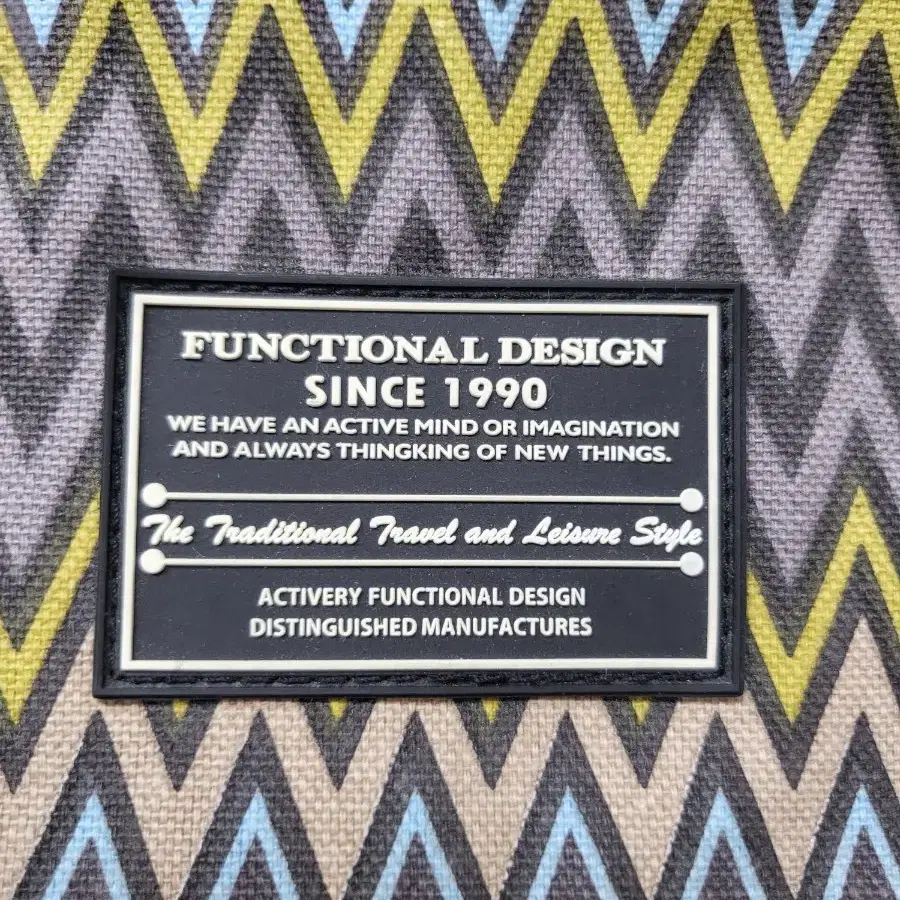 FUNCTIONAL DESIGN
SINCE 1990
WE HAVE AN ACTIVE MIND OR IMAGINATION
AND ALWAYS THINGKING OF NEW THINGS.
The Traditional Travel and Leisure Style
ACTIVERY FUNCTIONAL DESIGN
DISTINGUISHED MANUFACTURES